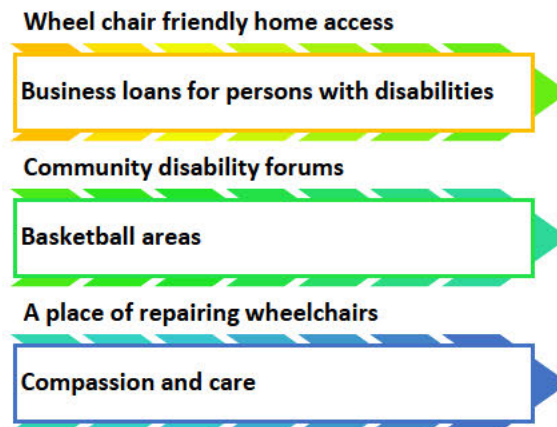 Wheel chair friendly home access
Business loans for persons with disabilities
Community disability forums
Basketball areas
A place of repairing wheelchairs
Compassion and care